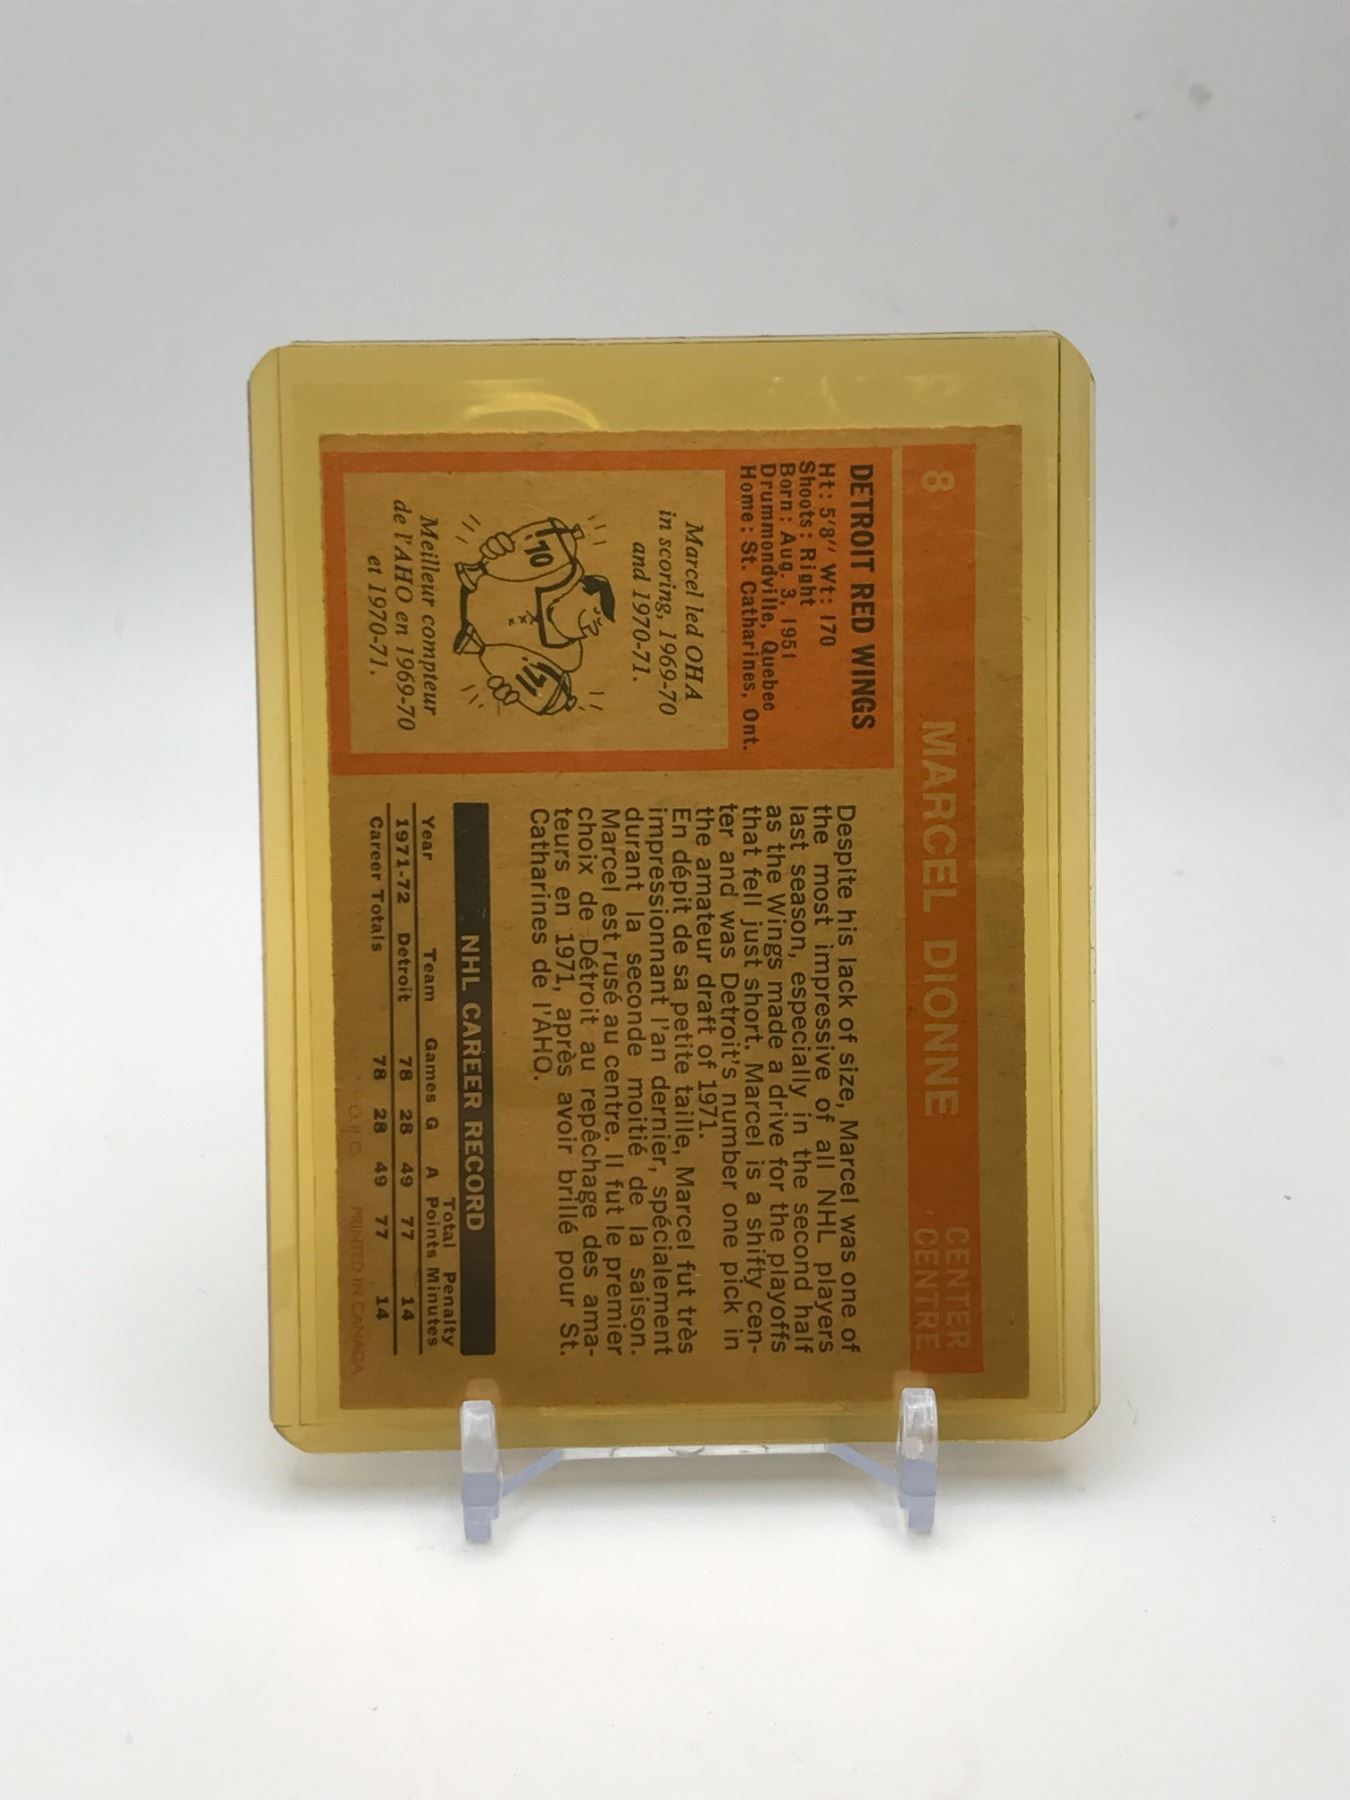 8 MARCEL DIONNE CENTER
CENTRE
DETROIT RED WINGS
Ht: 5'8" Wt: 170
Shoots: Right
Born: Aug. 3, 1951
Drummondville, Quebec
Home: St. Catharines, Ont.
Marcel led OHA
in scoring, 1969-70
and 1970-71.
10
Meilleur compteur
de l'AHO en 1969-70
et 1970-71.
Despite his lack of size, Marcel was one of
the most impressive of all NHL players
last season, especially in the second half
as the Wings made a drive for the playoffs
that fell just short. Marcel is a shifty cen-
ter and was Detroit's number one pick in
the amateur draft of 1971.
En dépit de sa petite taille, Marcel fut très
impressionnant l'an dernier, spécialement
durant la seconde moitié de la saison.
Marcel est rusé au centre. Il fut le premier
choix de Détroit au repêchage des ama-
teurs en 1971, après avoir brillé pour St.
Catharines de l'AHO.
NHL CAREER RECORD
Total Penalty
Year Team Games G A Points Minutes
1971-72 Detroit 78 28 49 77 14
Career Totals 78 28 49 77 14
O.P.C. PRINTED IN CANADA